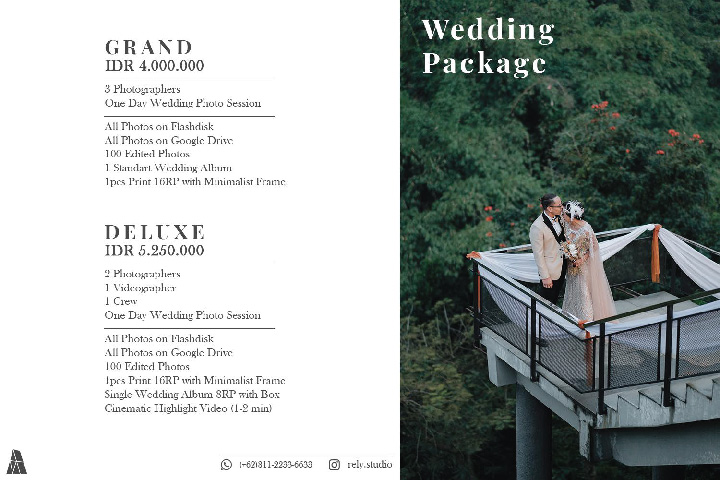 GRAND
IDR 4.000.000
3 Photographers
One Day Wedding Photo Session
All Photos on Flashdisk
All Photos on Google Drive
100 Edited Photos
1 Standart Wedding Album
1pcs Print 16RP with Minimalist Frame
DELUXE
IDR 5.250.000
2 Photographers
1 Videographer
1 Crew
One Day Wedding Photo Session
All Photos on Flashdisk
All Photos on Google Drive
100 Edited Photos
1pcs Print 16RP with Minimalist Frame
Single Wedding Album 8RP with Box
Cinematic Highlight Video (1-2 min)
(+62)811-2233-6633 rely.studio
Wedding
Package